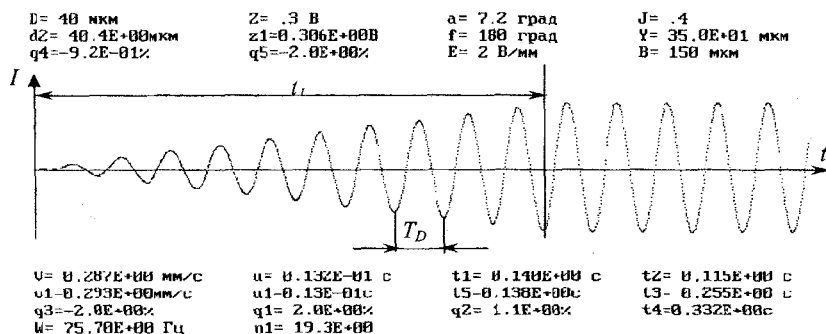 D= 40 мкм Z= .3 В a= 7.2 град J= .4
d2= 40.4E+00мкм z1=0.306E+00В f= 180 град Y= 35.0E+01 мкм
q4=-9.2E-01% q5=-2.0E+00% E= 2 В/мм B= 150 мкм
I
t₁
t
T_D
V= 0.287E+00 мм/с u= 0.132E-01 с t1= 0.140E+00 с t2= 0.115E+00 с
v1-0.293E+00мм/с u1-0.13E-01с t5-0.138E+00с t3- 0.255E+00 с
q3=-2.0E+00% q1= 2.0E+00% q2= 1.1E+00% t4=0.332E+00с
W= 75.70E+00 Гц n1= 19.3E+00